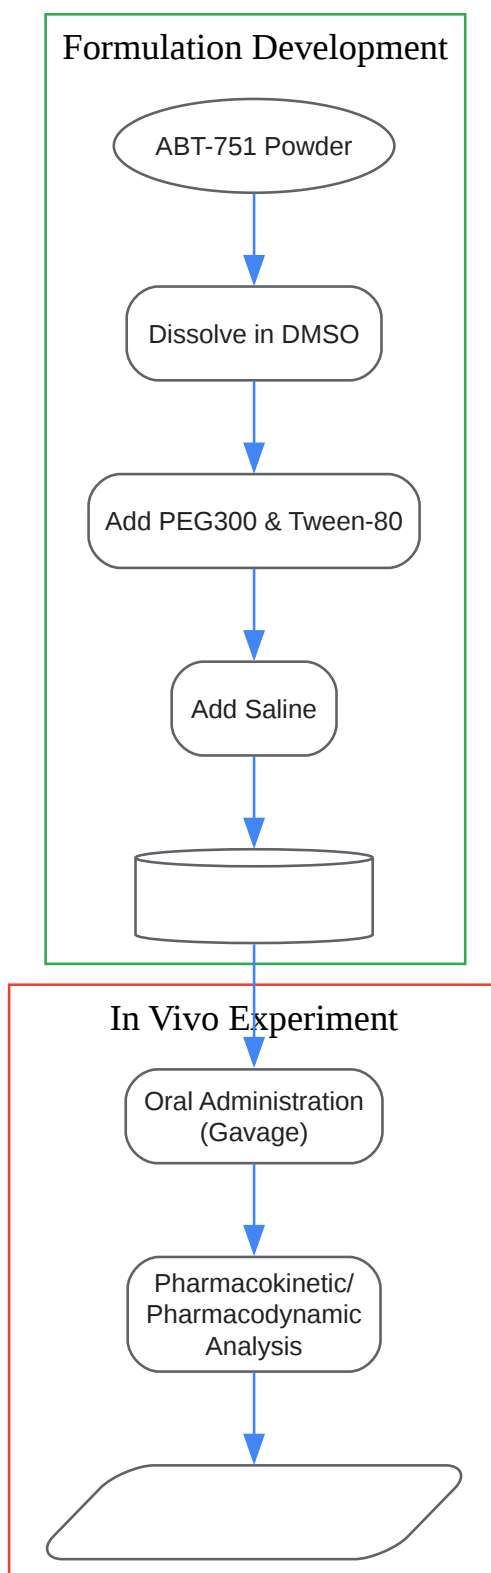 Formulation Development
ABT-751 Powder
Dissolve in DMSO
Add PEG300 & Tween-80
Add Saline
In Vivo Experiment
Oral Administration
(Gavage)
Pharmacokinetic/
Pharmacodynamic
Analysis